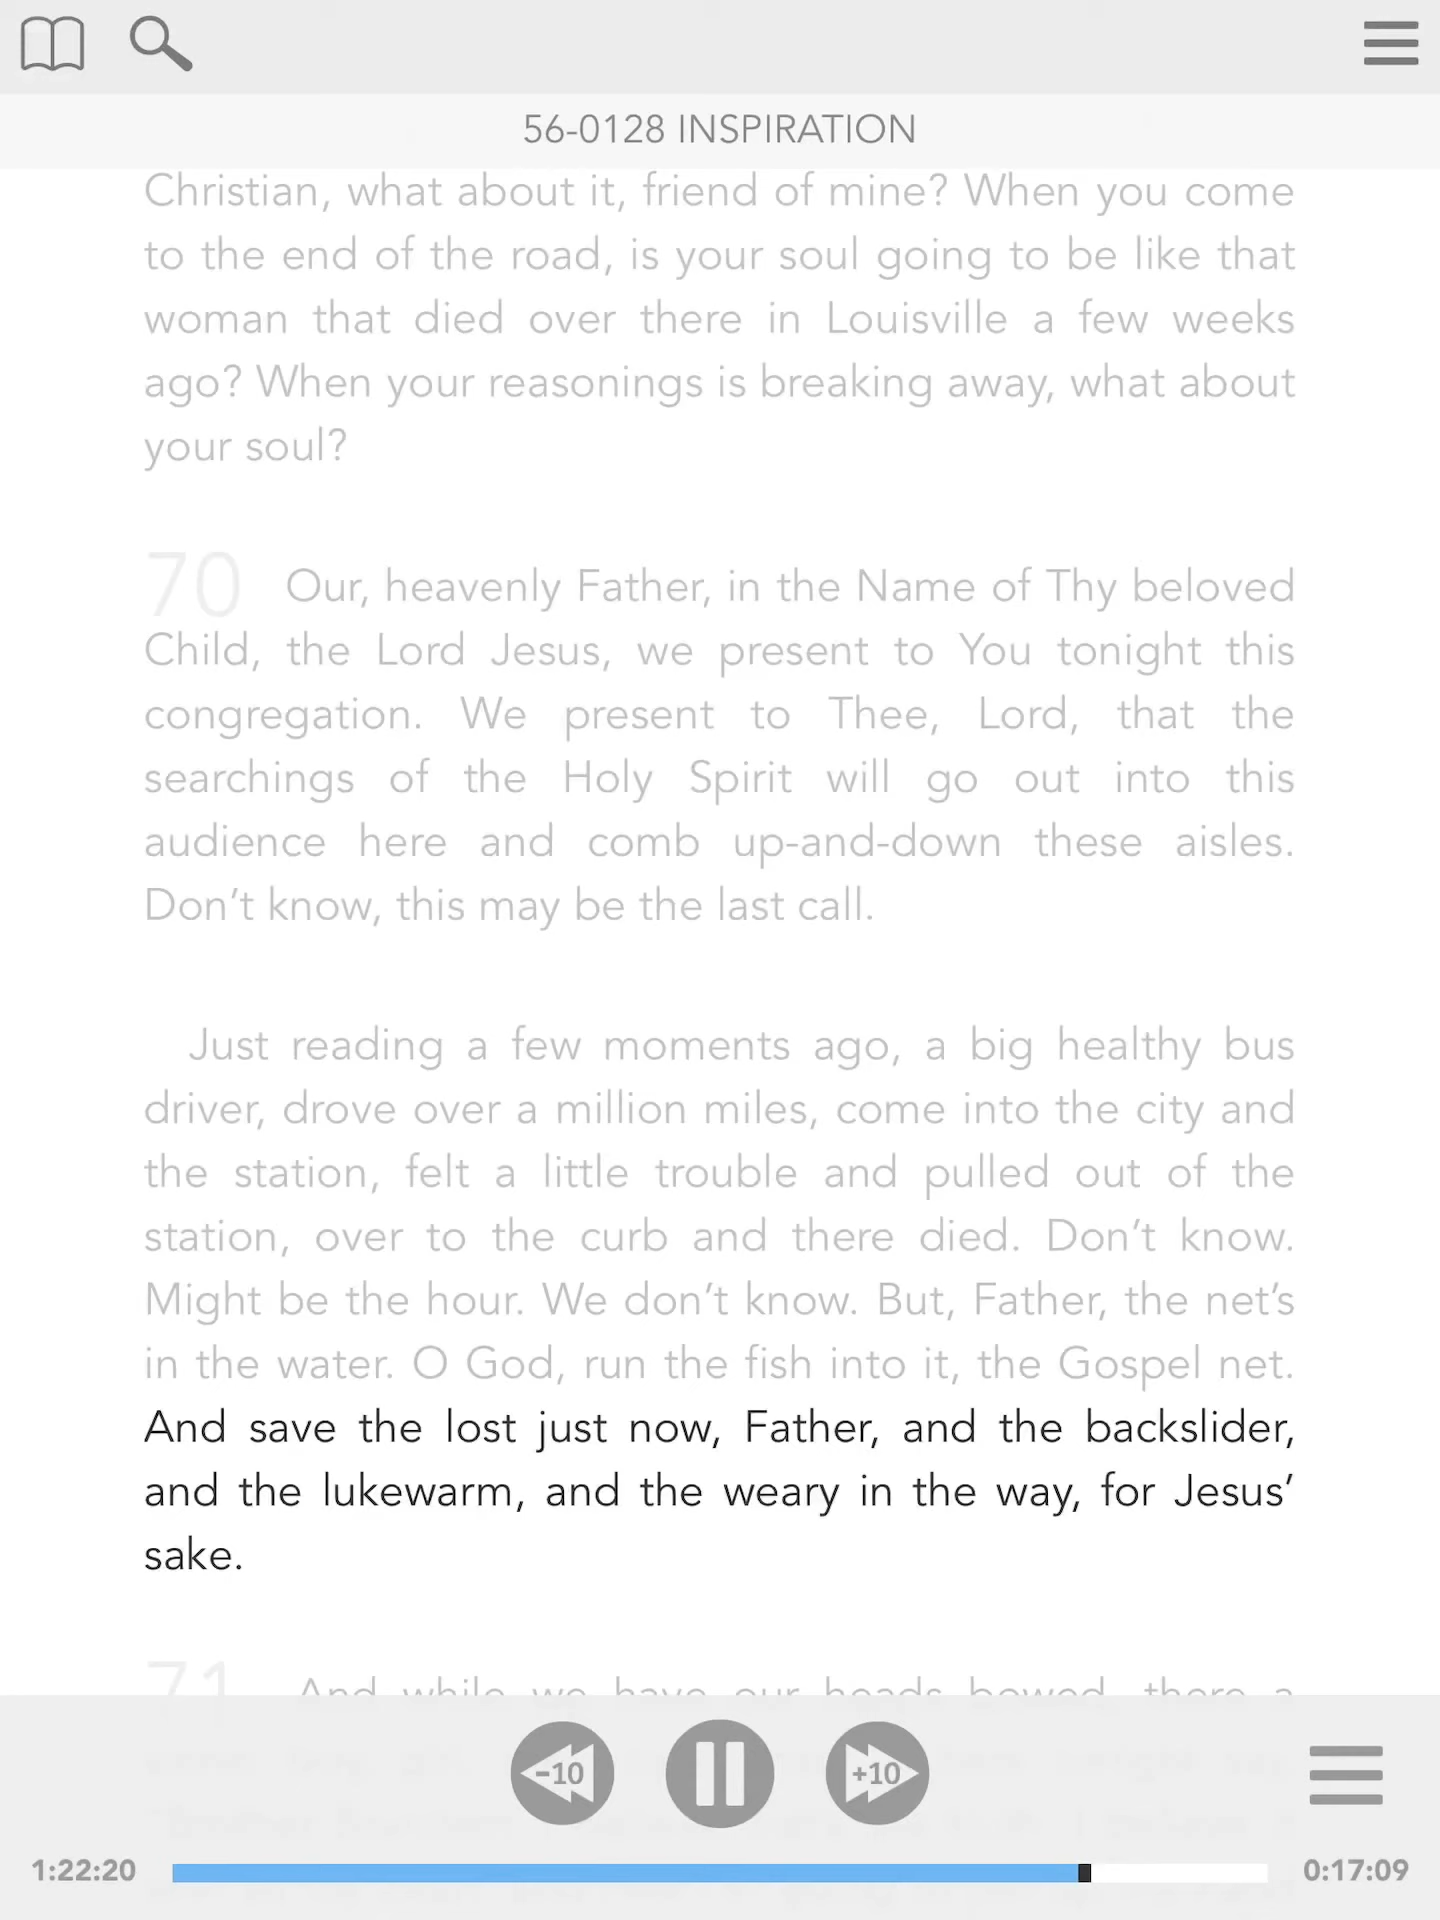 56-0128 INSPIRATION
Christian, what about it, friend of mine? When you come
to the end of the road, is your soul going to be like that
woman that died over there in Louisville a few weeks
ago? When your reasonings is breaking away, what about
your soul?
70 Our, heavenly Father, in the Name of Thy beloved
Child, the Lord Jesus, we present to You tonight this
congregation. We present to Thee, Lord, that the
searchings of the Holy Spirit will go out into this
audience here and comb up-and-down these aisles.
Don’t know, this may be the last call.
Just reading a few moments ago, a big healthy bus
driver, drove over a million miles, come into the city and
the station, felt a little trouble and pulled out of the
station, over to the curb and there died. Don’t know.
Might be the hour. We don’t know. But, Father, the net’s
in the water. O God, run the fish into it, the Gospel net.
And save the lost just now, Father, and the backslider,
and the lukewarm, and the weary in the way, for Jesus’
sake.
71 And while we have our heads bowed, there a
-10 +10
1:22:20 0:17:09